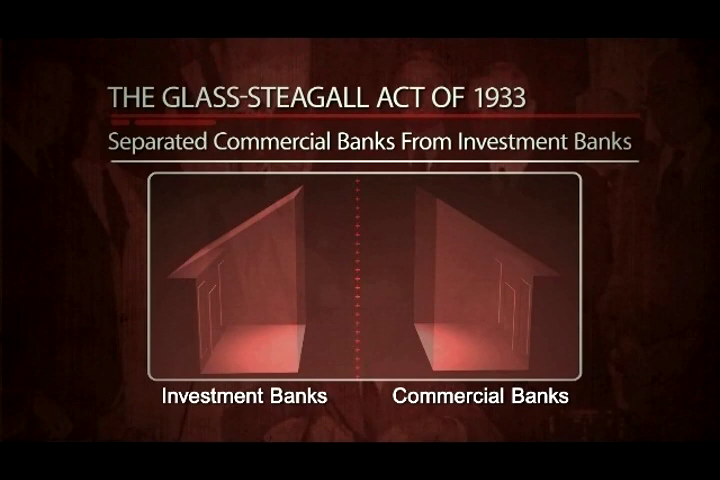 THE GLASS-STEAGALL ACT OF 1933
Separated Commercial Banks From Investment Banks
Investment Banks
Commercial Banks